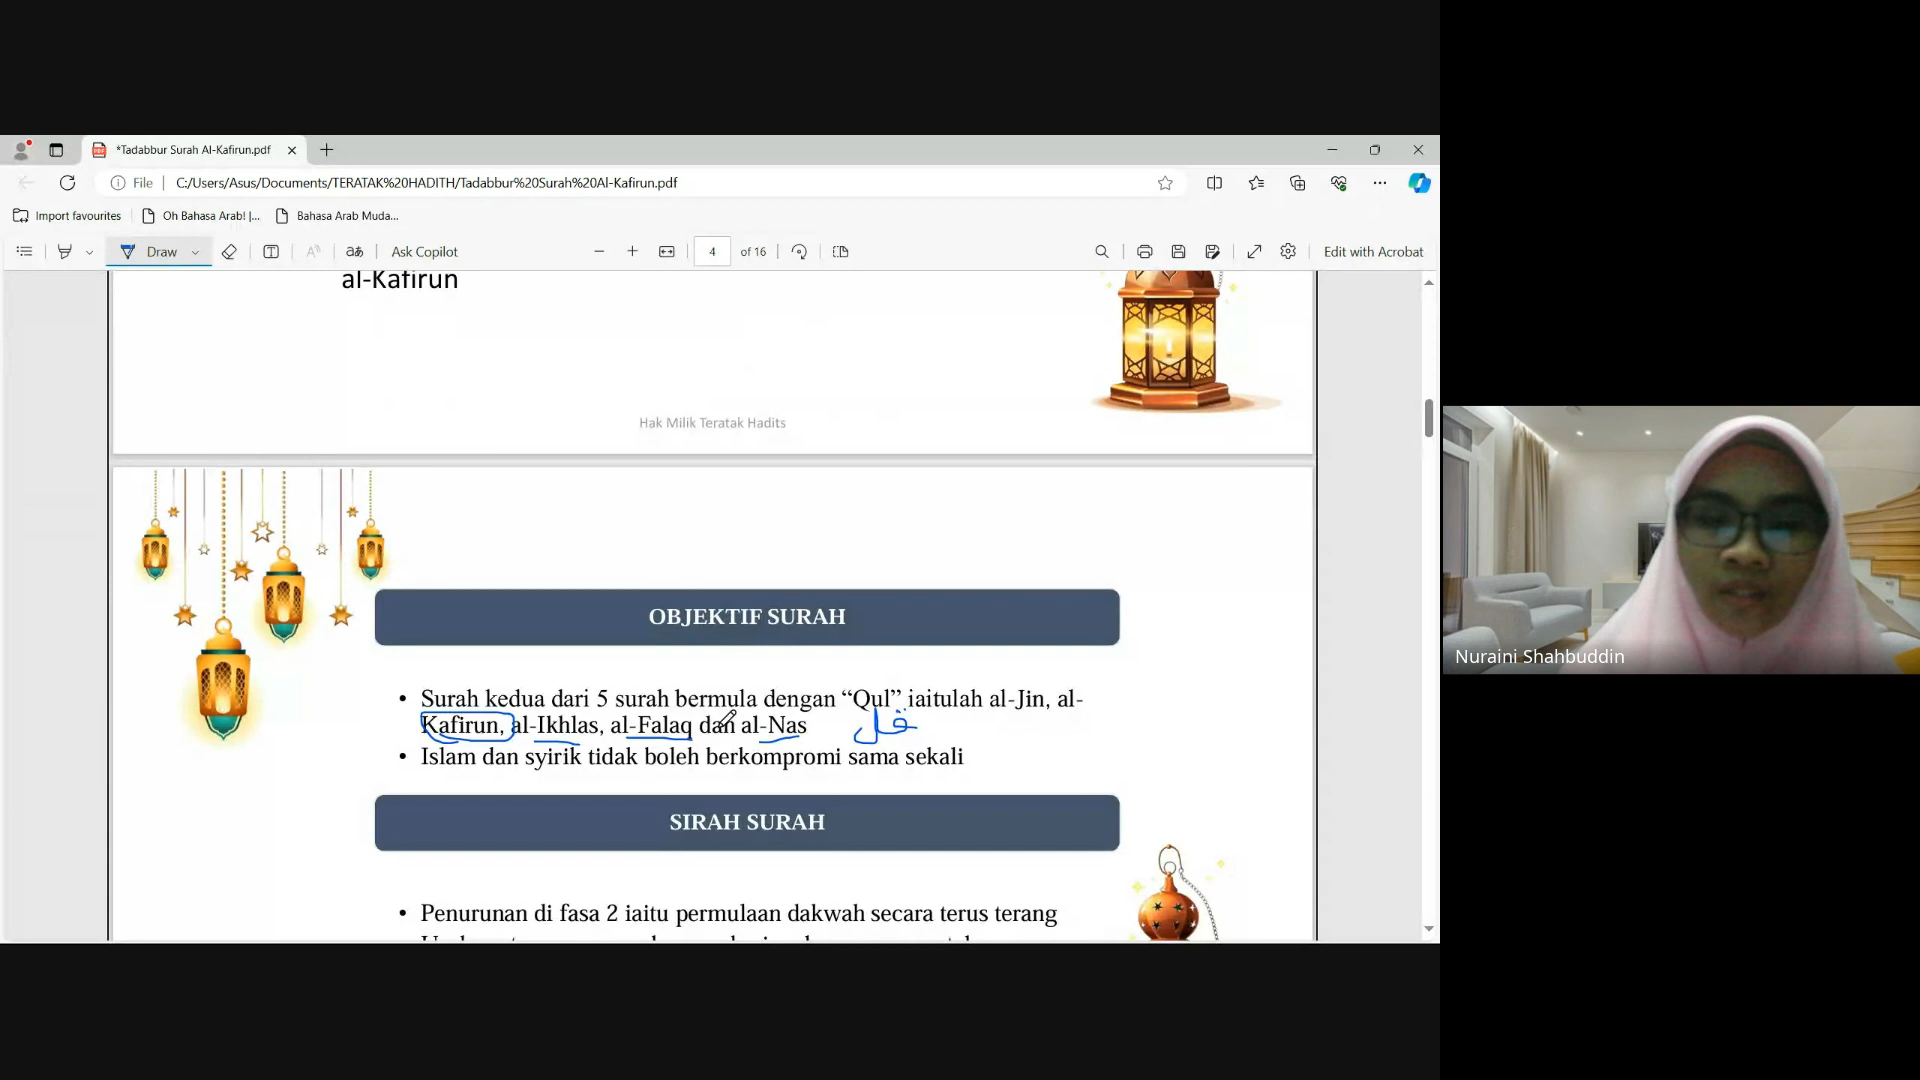 *Tadabbur Surah Al-Kafirun.pdf
File
C:/Users/Asus/Documents/TERATAK%20HADITH/Tadabbur%20Surah%20Al-Kafirun.pdf
Import favourites
Oh Bahasa Arab! |...
Bahasa Arab Muda...
Draw
aあ
Ask Copilot
4
of 16
Edit with Acrobat
al-Kafirun
Hak Milik Teratak Hadits
OBJEKTIF SURAH
• Surah kedua dari 5 surah bermula dengan “Qul” iaitulah al-Jin, al-
Kafirun, al-Ikhlas, al-Falaq dan al-Nas
قل
• Islam dan syirik tidak boleh berkompromi sama sekali
SIRAH SURAH
• Penurunan di fasa 2 iaitu permulaan dakwah secara terus terang
Nuraini Shahbuddin